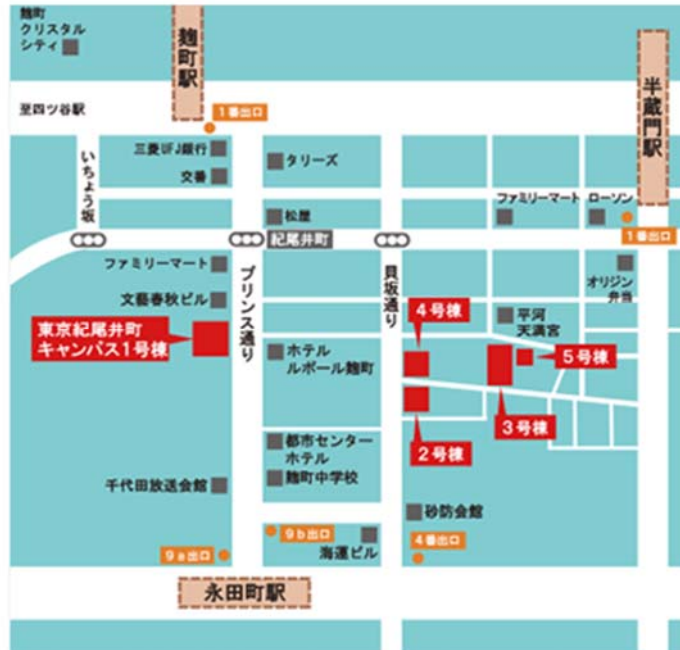 麹町
クリスタル
シティ
麹町駅
半蔵門駅
至四ツ谷駅
1番出口
いちょう坂
三菱UFJ銀行
交番
タリーズ
松屋
ファミリーマート
ローソン
1番出口
紀尾井町
ファミリーマート
文藝春秋ビル
プリンス通り
貝坂通り
オリジン
弁当
平河
天満宮
4号棟
東京紀尾井町
キャンパス1号棟
ホテル
ルポール麹町
5号棟
3号棟
2号棟
都市センター
ホテル
麹町中学校
千代田放送会館
砂防会館
9a出口
9b出口
海運ビル
4番出口
永田町駅